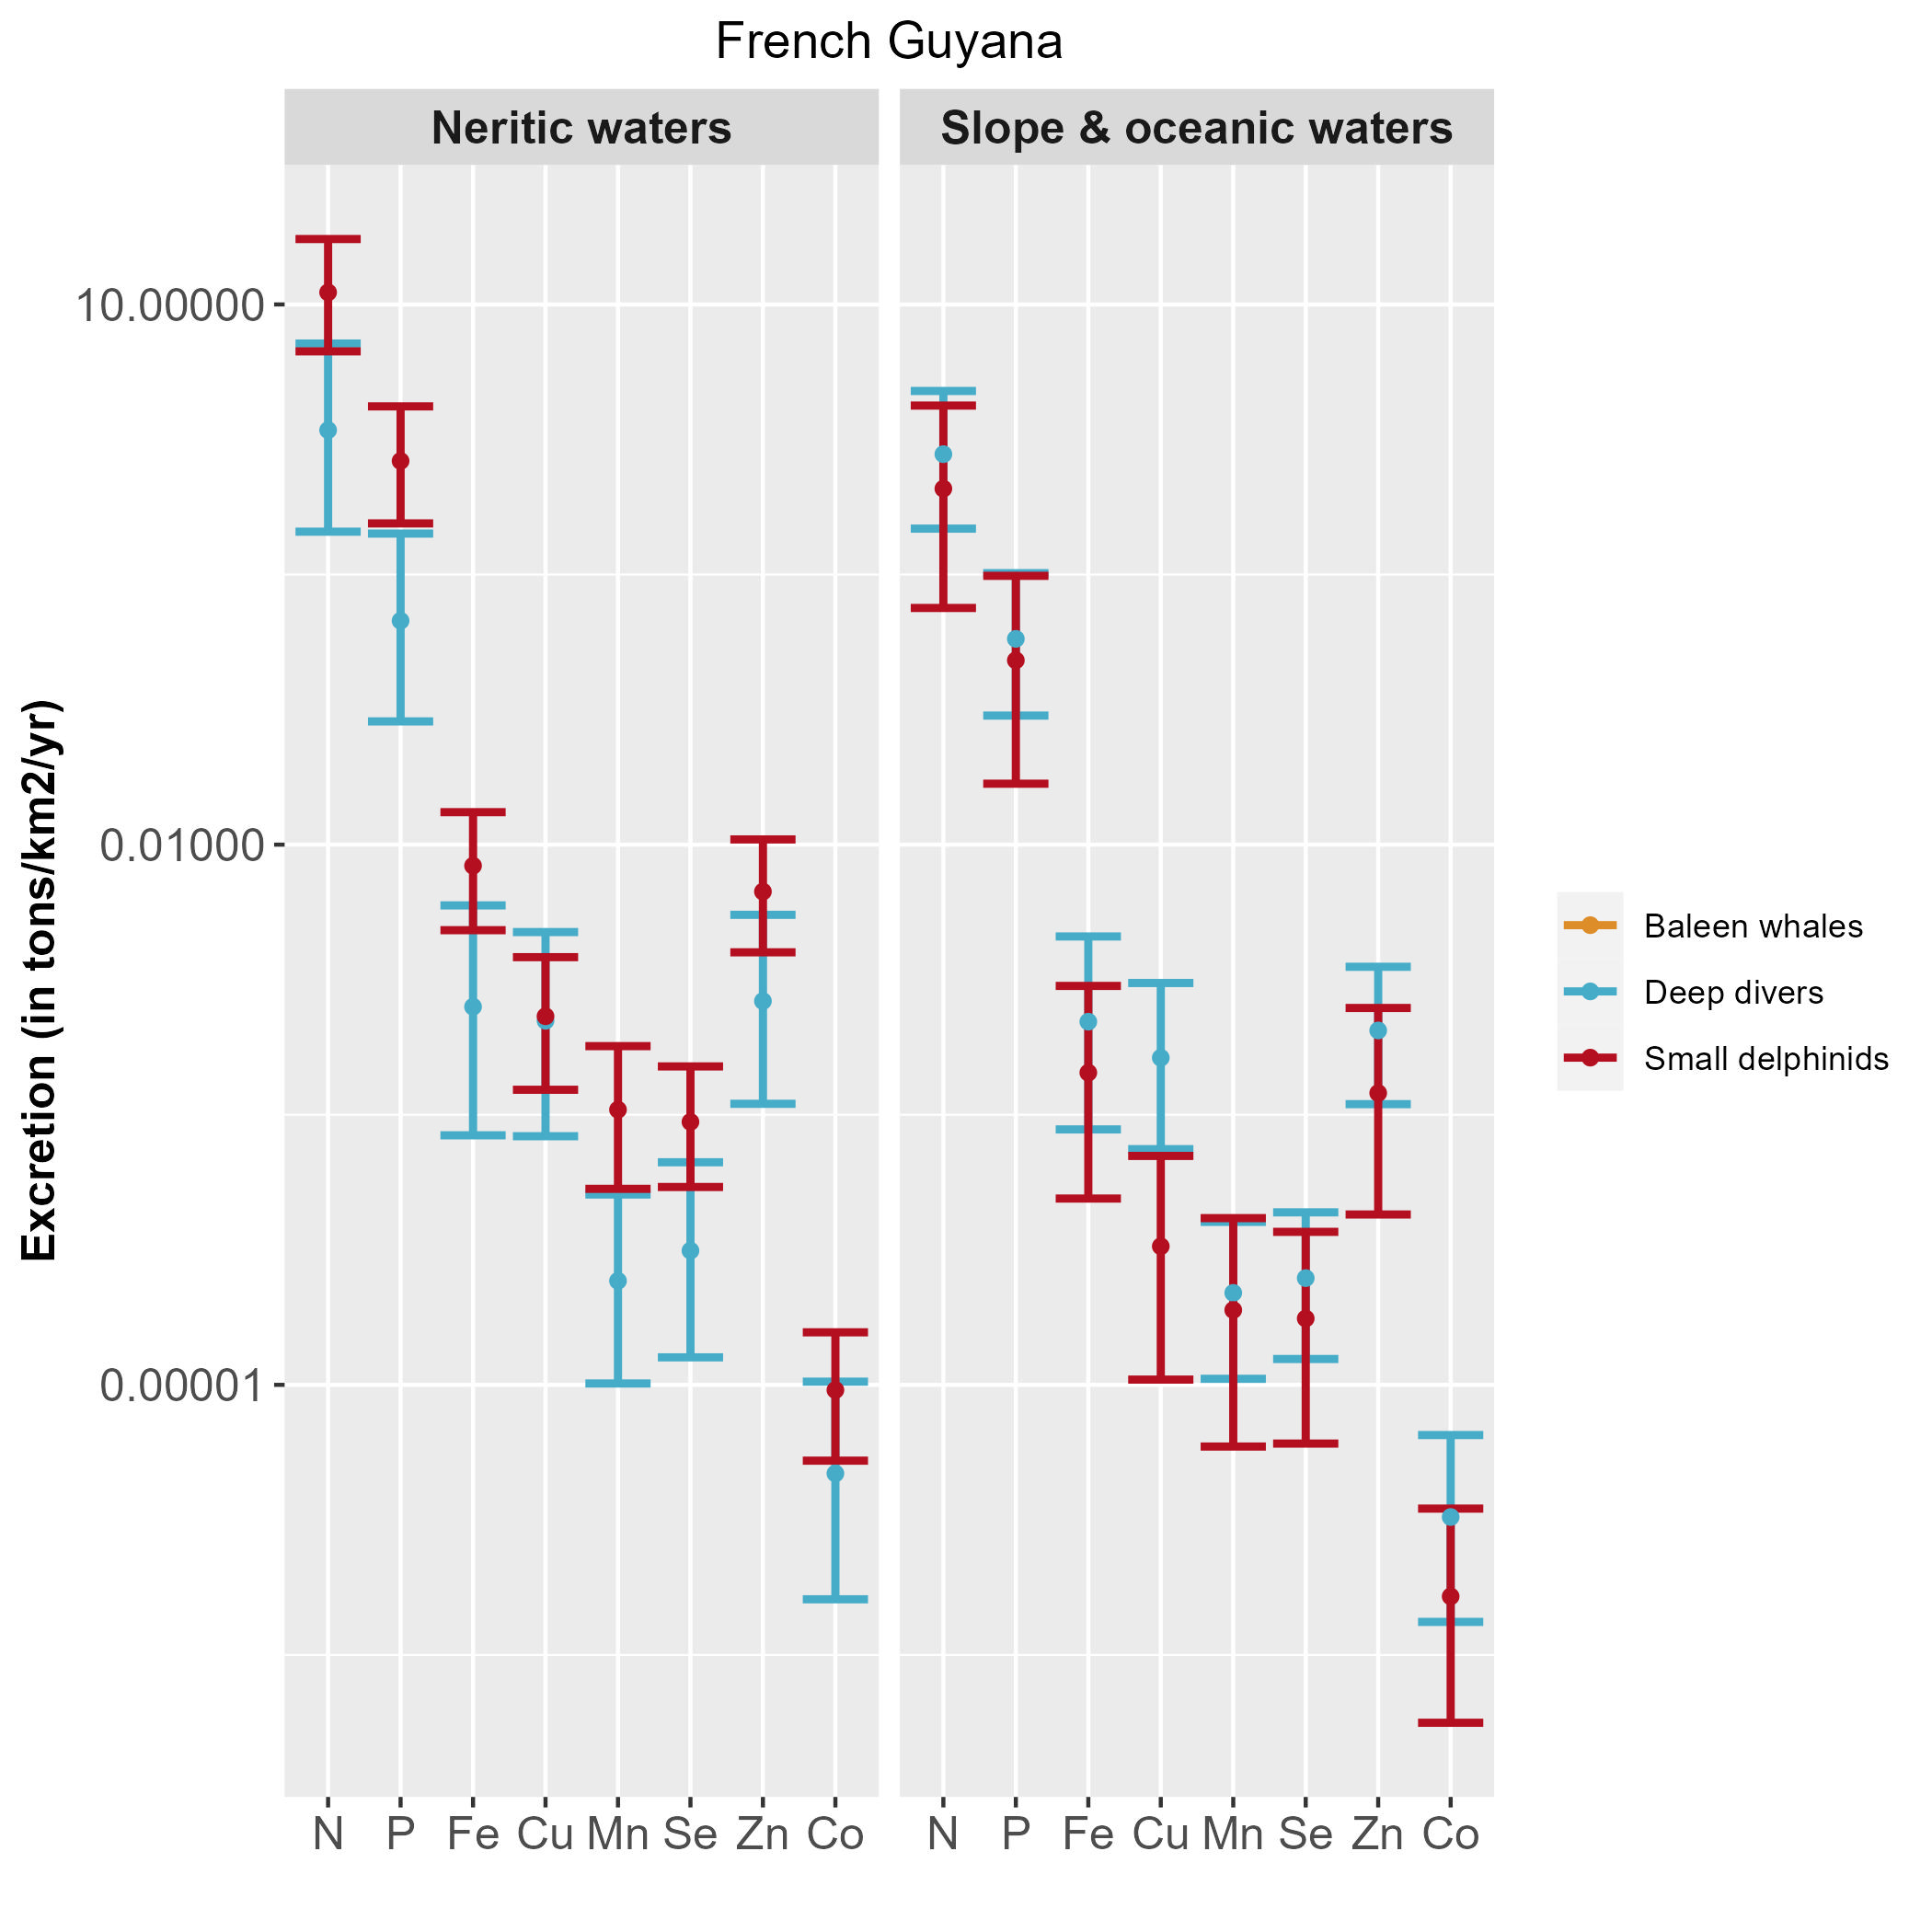 French Guyana
Neritic waters
Slope & oceanic waters
Excretion (in tons/km2/yr)
10.00000
0.01000
0.00001
N P Fe Cu Mn Se Zn Co
N P Fe Cu Mn Se Zn Co
Baleen whales
Deep divers
Small delphinids